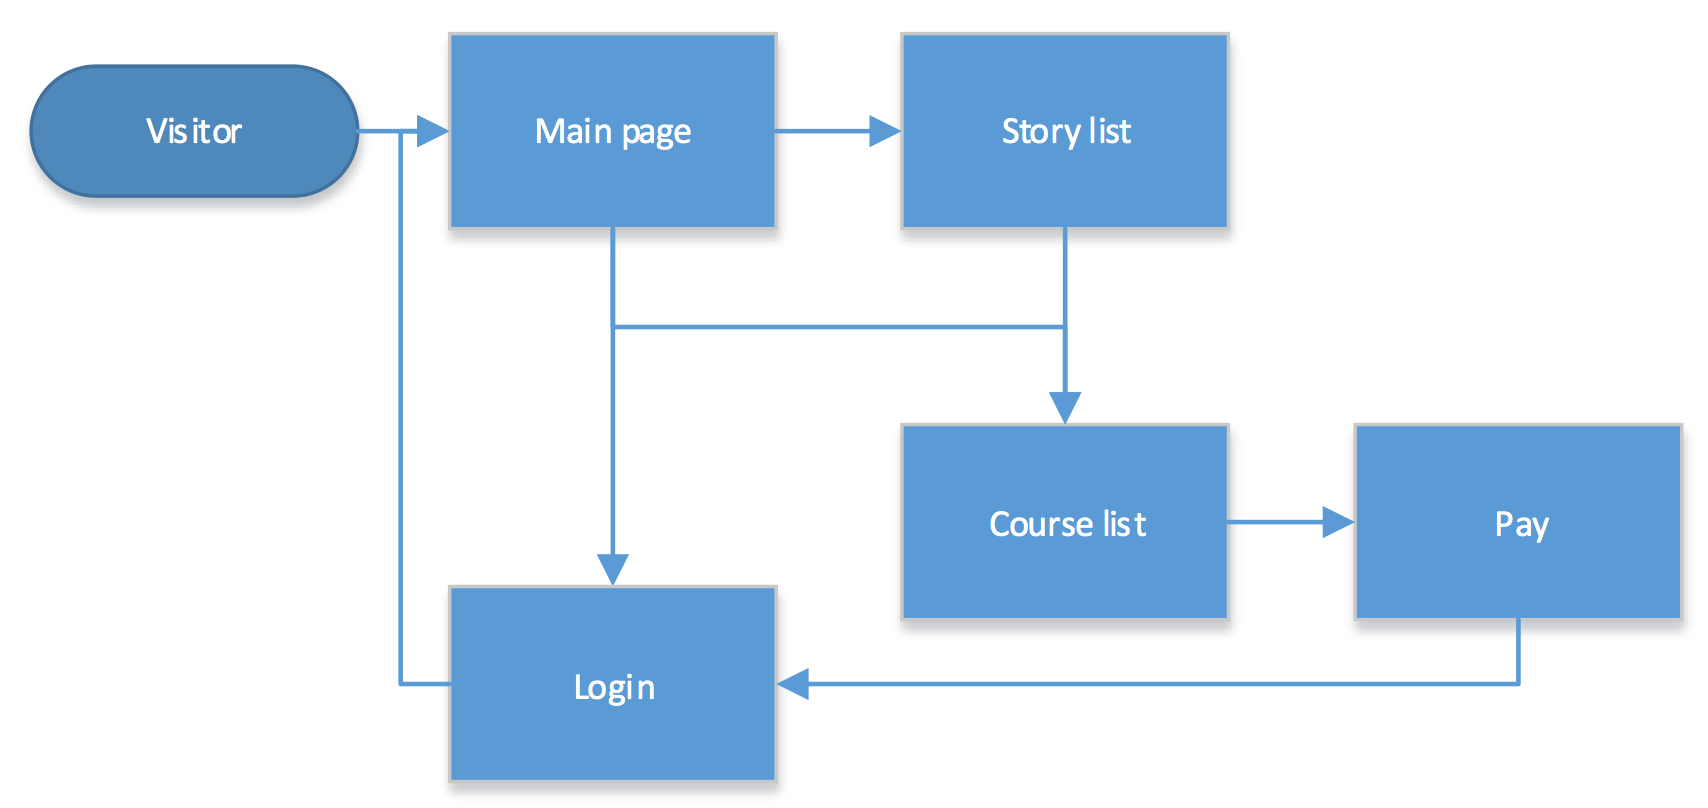 Visitor
Main page
Story list
Course list
Pay
Login